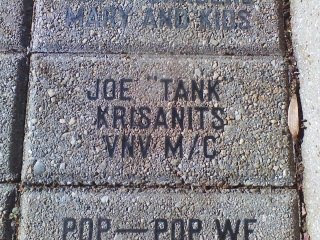 MARY AND KIDS
JOE "TANK"
KRISANITS
VNV M/C
POP—POP WE